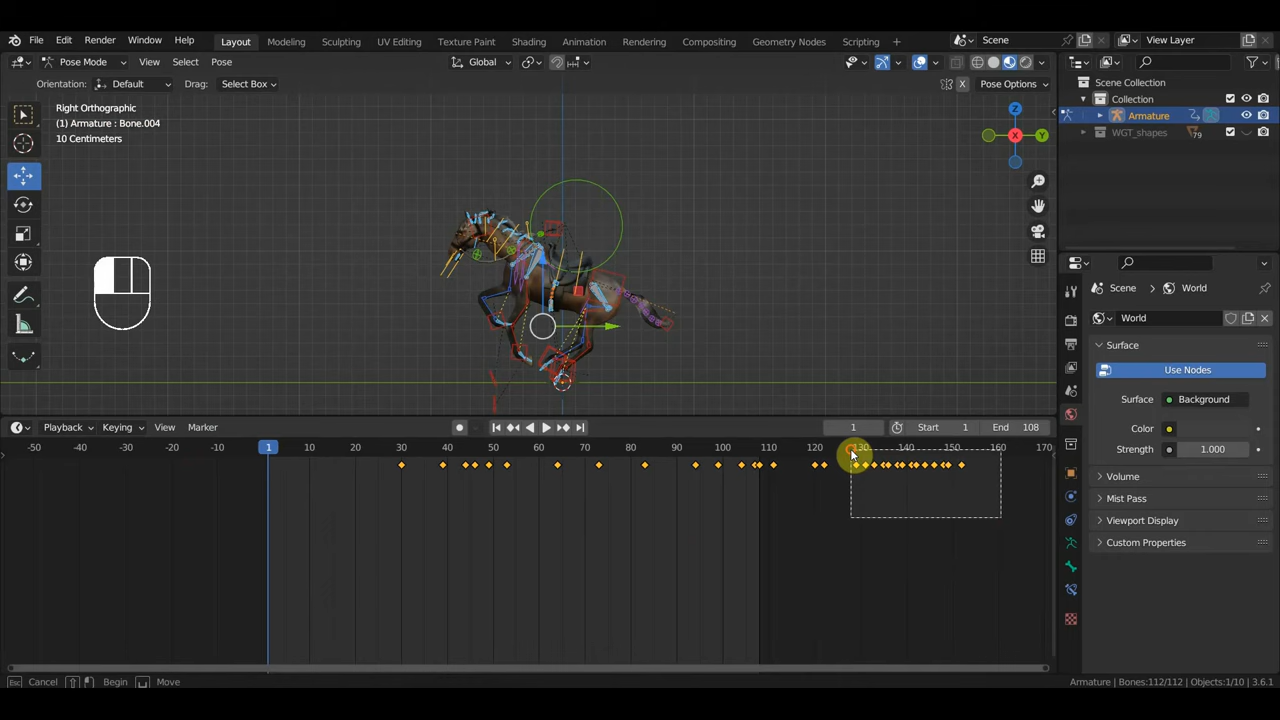 File Edit Render Window Help Layout Modeling Sculpting UV Editing Texture Paint Shading Animation Rendering Compositing Geometry Nodes Scripting + Scene View Layer
Pose Mode View Select Pose Global
Orientation: Default Drag: Select Box X Pose Options
Right Orthographic
(1) Armature : Bone.004
10 Centimeters
Z
Y
X
Scene Collection
Collection
Armature
WGT_shapes 79
Scene World
World
Surface
Use Nodes
Surface Background
Color
Strength 1.000
Volume
Mist Pass
Viewport Display
Custom Properties
Playback Keying View Marker 1 Start 1 End 108
-50 -40 -30 -20 -10 1 10 20 30 40 50 60 70 80 90 100 110 120 130 140 150 160 170
Esc Cancel Begin Move Armature | Bones:112/112 | Objects:1/10 | 3.6.1